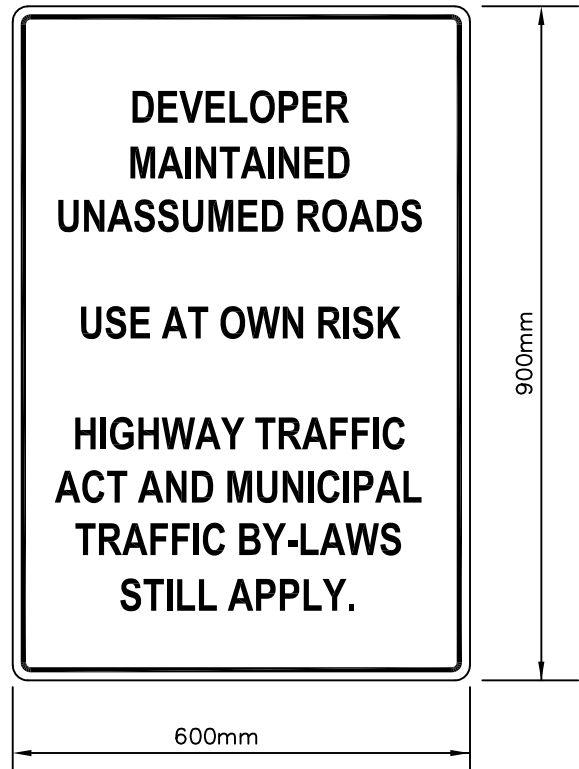 DEVELOPER
MAINTAINED
UNASSUMED ROADS
USE AT OWN RISK
HIGHWAY TRAFFIC
ACT AND MUNICIPAL
TRAFFIC BY-LAWS
STILL APPLY.
900mm
600mm